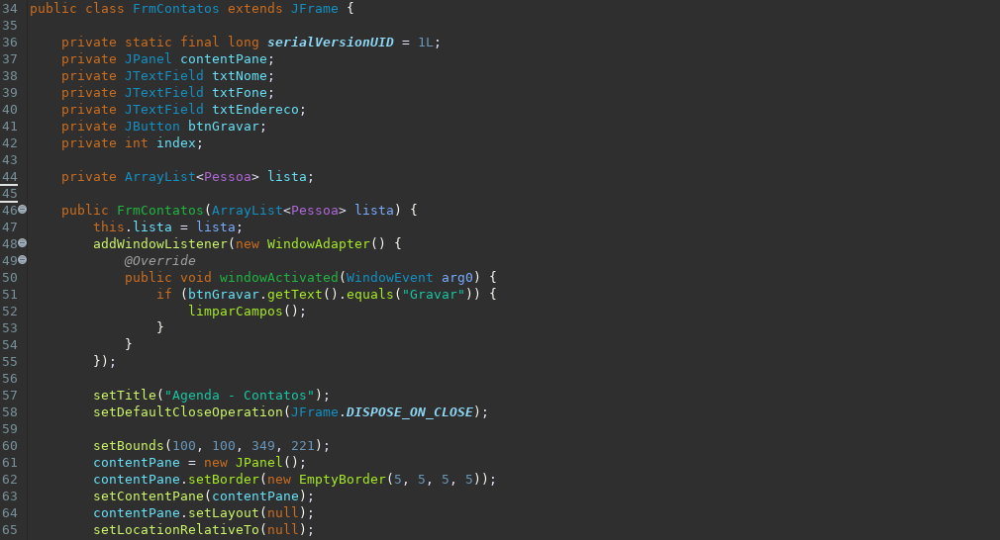 34 public class FrmContatos extends JFrame {
35
36     private static final long serialVersionUID = 1L;
37     private JPanel contentPane;
38     private JTextField txtNome;
39     private JTextField txtFone;
40     private JTextField txtEndereco;
41     private JButton btnGravar;
42     private int index;
43
44     private ArrayList<Pessoa> lista;
45
46     public FrmContatos(ArrayList<Pessoa> lista) {
47         this.lista = lista;
48         addWindowListener(new WindowAdapter() {
49             @Override
50             public void windowActivated(WindowEvent arg0) {
51                 if (btnGravar.getText().equals("Gravar")) {
52                     limparCampos();
53                 }
54             }
55         });
56
57         setTitle("Agenda - Contatos");
58         setDefaultCloseOperation(JFrame.DISPOSE_ON_CLOSE);
59
60         setBounds(100, 100, 349, 221);
61         contentPane = new JPanel();
62         contentPane.setBorder(new EmptyBorder(5, 5, 5, 5));
63         setContentPane(contentPane);
64         contentPane.setLayout(null);
65         setLocationRelativeTo(null);